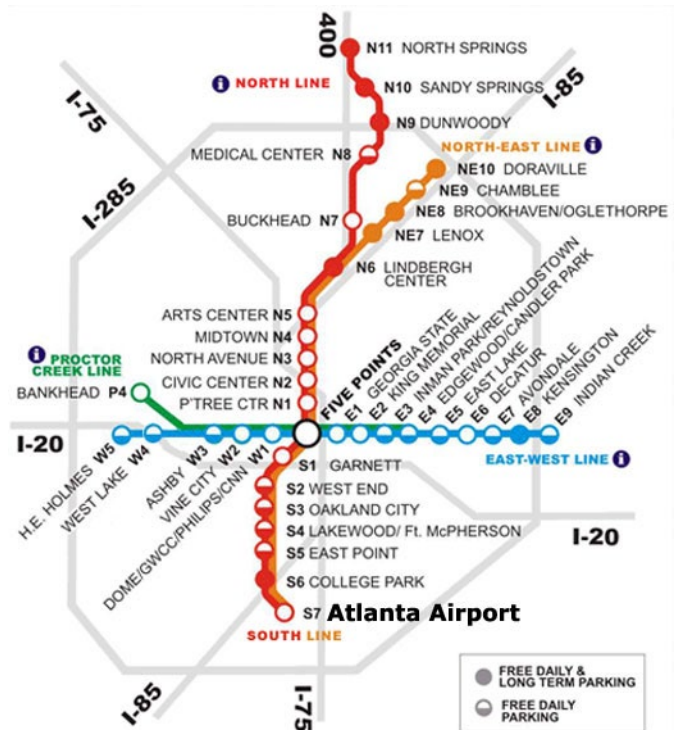 400
N11 NORTH SPRINGS
i NORTH LINE
N10 SANDY SPRINGS
I-85
I-75
N9 DUNWOODY
NORTH-EAST LINE i
MEDICAL CENTER N8
NE10 DORAVILLE
NE9 CHAMBLEE
I-285
NE8 BROOKHAVEN/OGLETHORPE
BUCKHEAD N7
NE7 LENOX
N6 LINDBERGH
CENTER
ARTS CENTER N5
MIDTOWN N4
NORTH AVENUE N3
CIVIC CENTER N2
P'TREE CTR N1
i PROCTOR
CREEK LINE
BANKHEAD P4
FIVE POINTS
E1 GEORGIA STATE
E2 KING MEMORIAL
E3 INMAN PARK/REYNOLDSTOWN
E4 EDGEWOOD/CANDLER PARK
E5 EAST LAKE
E6 DECATUR
E7 AVONDALE
E8 KENSINGTON
E9 INDIAN CREEK
I-20
H.E. HOLMES W5
WEST LAKE W4
ASHBY W3
VINE CITY W2
DOME/GWCC/PHILIPS/CNN W1
EAST-WEST LINE i
S1 GARNETT
S2 WEST END
S3 OAKLAND CITY
S4 LAKEWOOD/ Ft. McPHERSON
I-20
S5 EAST POINT
S6 COLLEGE PARK
S7 Atlanta Airport
SOUTH LINE
I-85
I-75
FREE DAILY &
LONG TERM PARKING
FREE DAILY
PARKING